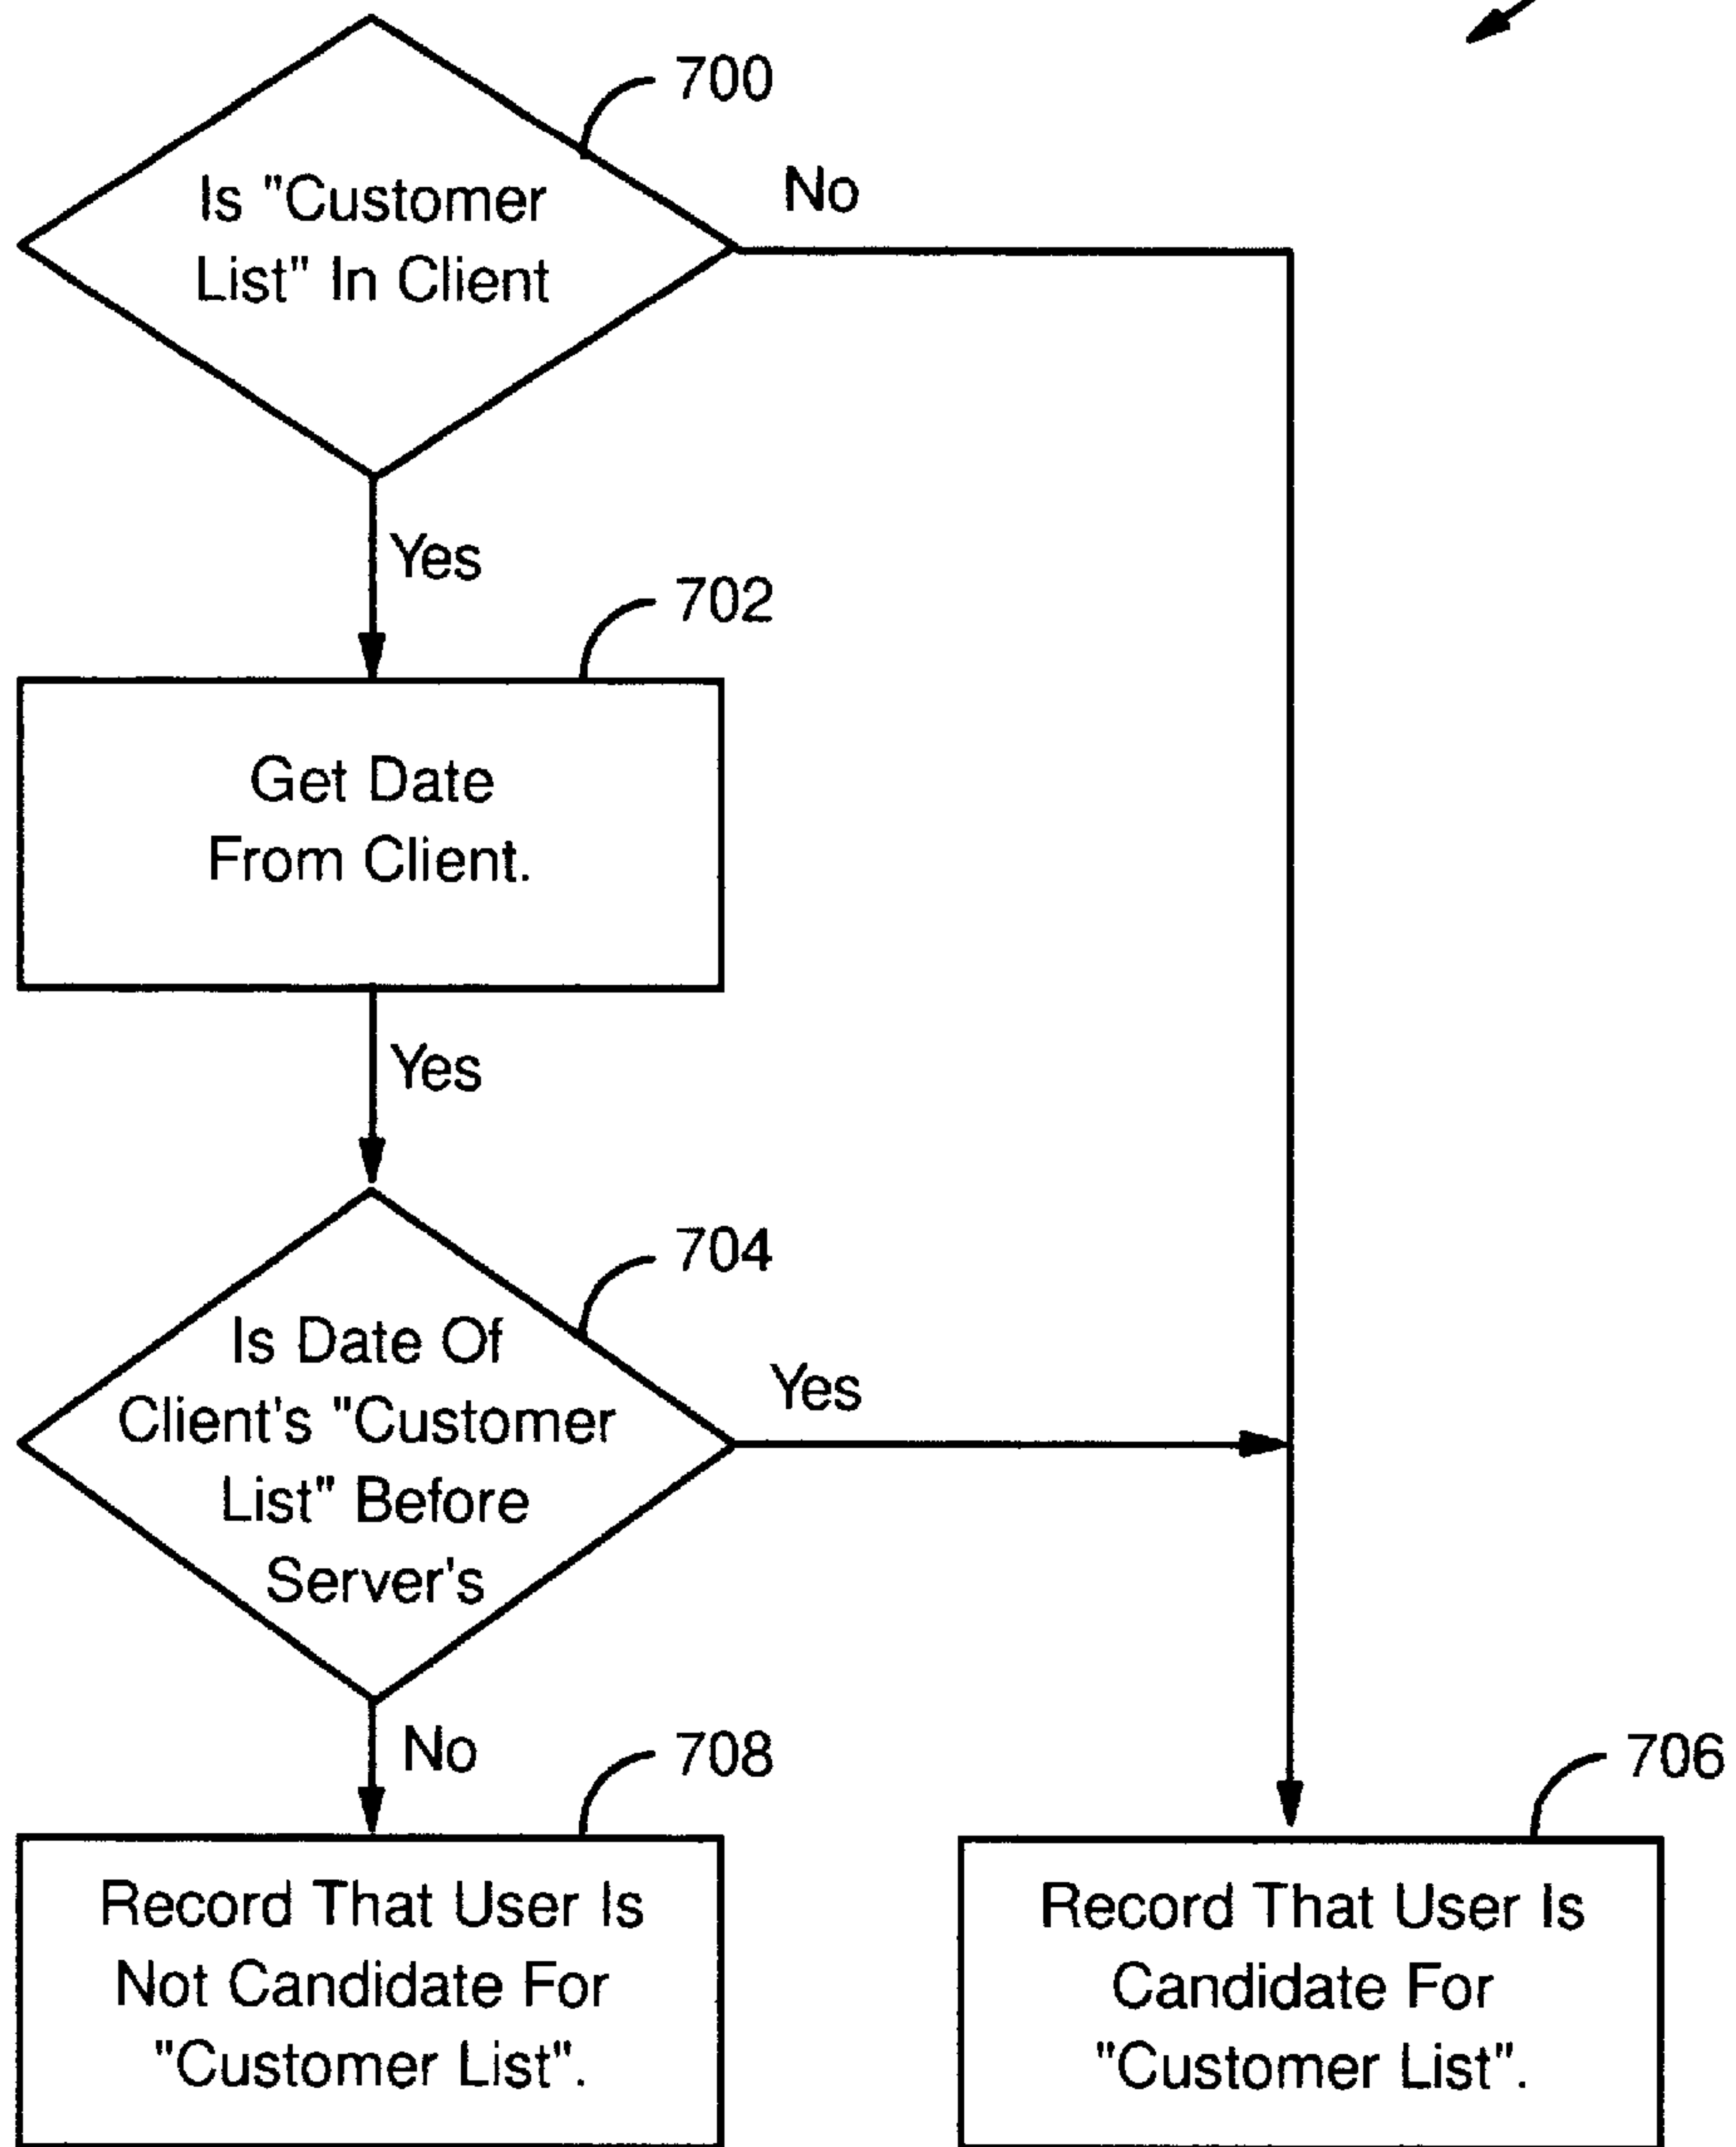 700
Is "Customer
List" In Client
No
Yes
702
Get Date
From Client.
Yes
704
Is Date Of
Client's "Customer
List" Before
Server's
Yes
No
708
706
Record That User Is
Not Candidate For
"Customer List".
Record That User Is
Candidate For
"Customer List".